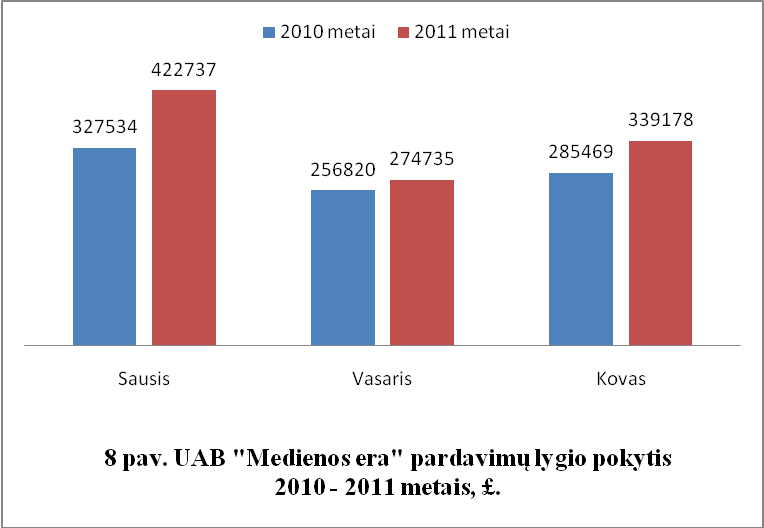 2010 metai 2011 metai
422737
327534
256820
274735
285469
339178
Sausis Vasaris Kovas
8 pav. UAB "Medienos era" pardavimų lygio pokytis
2010 - 2011 metais, £.